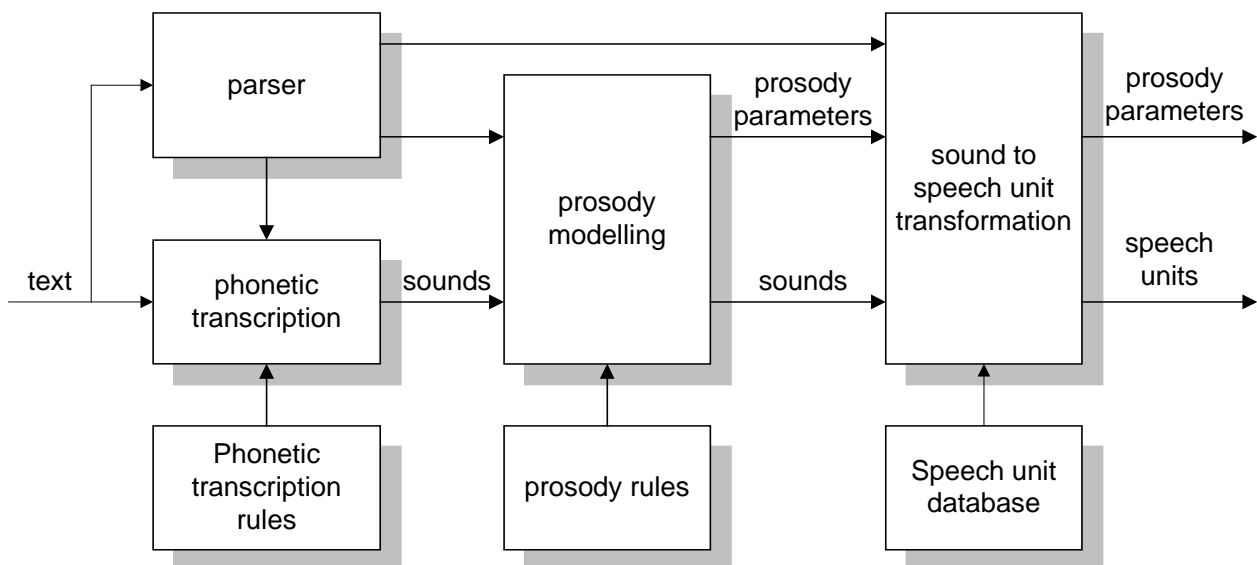 parser
prosody
parameters
prosody
parameters
sound to
speech unit
transformation
prosody
modelling
text
phonetic
transcription
sounds
sounds
speech
units
Phonetic
transcription
rules
prosody rules
Speech unit
database